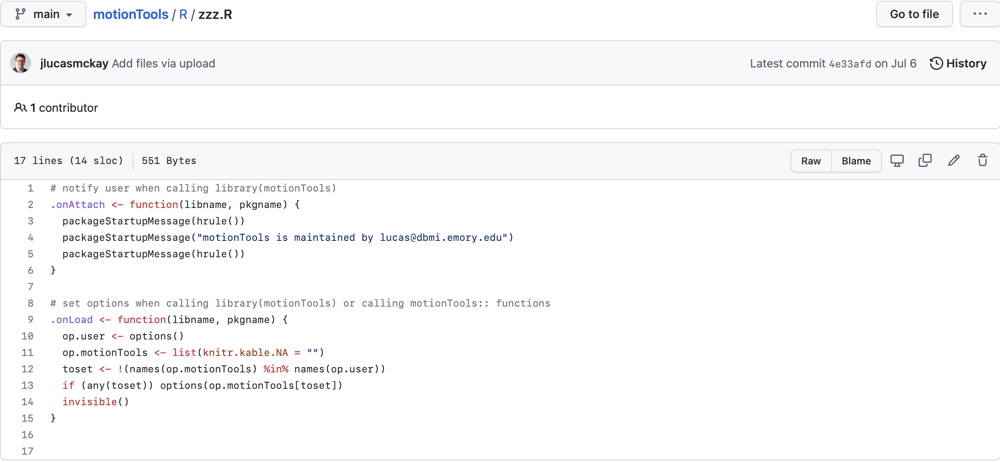 main
motionTools / R / zzz.R
Go to file
...
jlucasmckay Add files via upload
Latest commit 4e33afd on Jul 6
History
1 contributor
17 lines (14 sloc) 551 Bytes
Raw
Blame
1 # notify user when calling library(motionTools)
2 .onAttach <- function(libname, pkgname) {
3   packageStartupMessage(hrule())
4   packageStartupMessage("motionTools is maintained by lucas@dbmi.emory.edu")
5   packageStartupMessage(hrule())
6 }
7
8 # set options when calling library(motionTools) or calling motionTools:: functions
9 .onLoad <- function(libname, pkgname) {
10   op.user <- options()
11   op.motionTools <- list(knitr.kable.NA = "")
12   toset <- !(names(op.motionTools) %in% names(op.user))
13   if (any(toset)) options(op.motionTools[toset])
14   invisible()
15 }
16
17